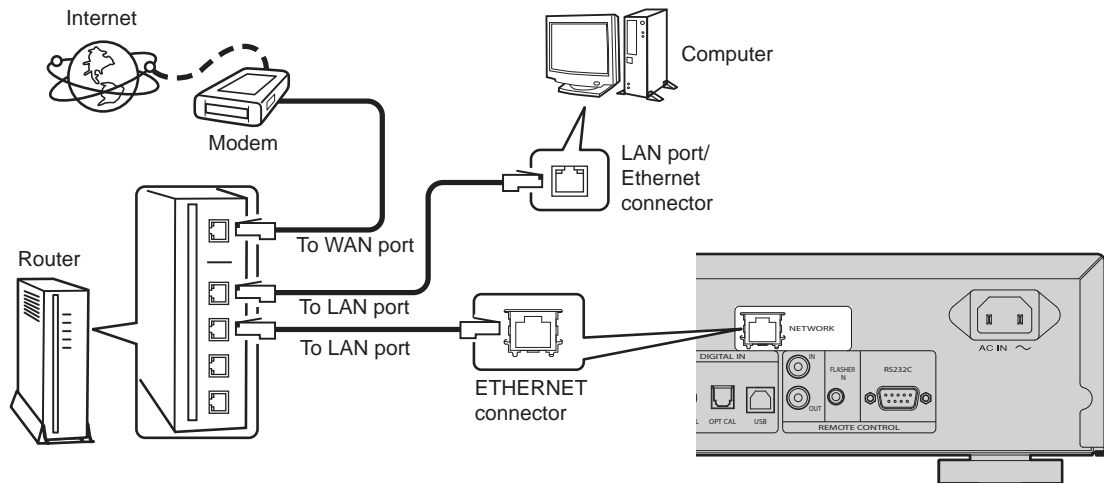 Internet
Modem
Computer
LAN port/
Ethernet
connector
To WAN port
Router
To LAN port
To LAN port
ETHERNET
connector
NETWORK
AC IN
DIGITAL IN
L
OPT CAL
USB
IN
OUT
FLASHER
N
RS232C
REMOTE CONTROL